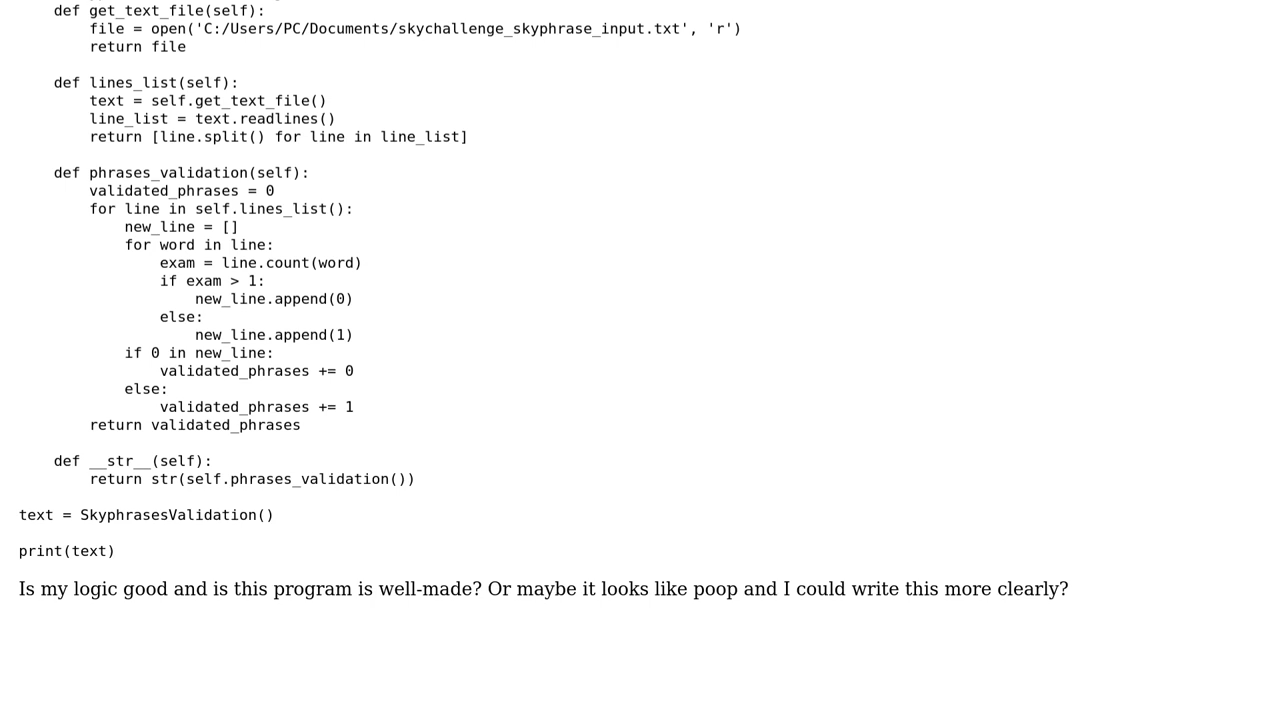 def get_text_file(self):
        file = open('C:/Users/PC/Documents/skychallenge_skyphrase_input.txt', 'r')
        return file

    def lines_list(self):
        text = self.get_text_file()
        line_list = text.readlines()
        return [line.split() for line in line_list]

    def phrases_validation(self):
        validated_phrases = 0
        for line in self.lines_list():
            new_line = []
            for word in line:
                exam = line.count(word)
                if exam > 1:
                    new_line.append(0)
                else:
                    new_line.append(1)
            if 0 in new_line:
                validated_phrases += 0
            else:
                validated_phrases += 1
        return validated_phrases

    def __str__(self):
        return str(self.phrases_validation())

text = SkyphrasesValidation()

print(text)
Is my logic good and is this program is well-made? Or maybe it looks like poop and I could write this more clearly?